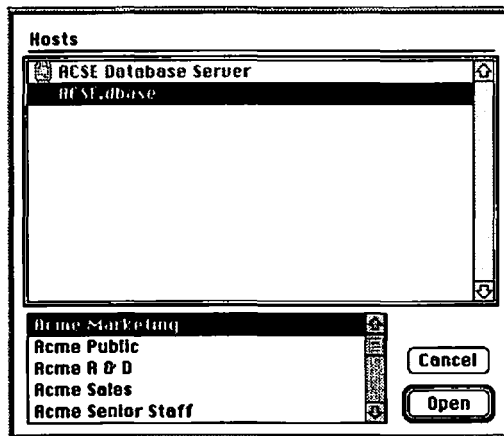 Hosts
ACSE Database Server
ACSE.dbase
Acme Marketing
Acme Public
Acme R & D
Acme Sales
Acme Senior Staff
Cancel
Open